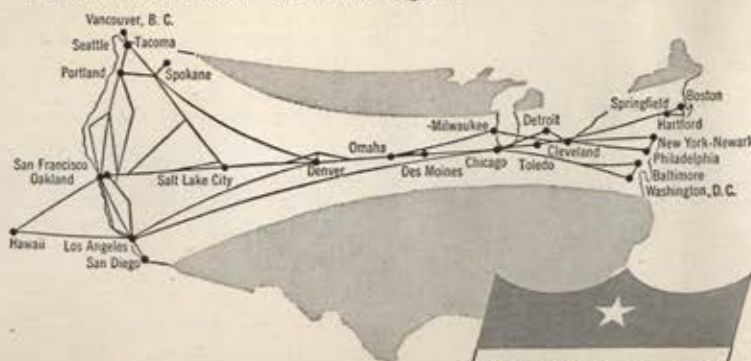 Vancouver, B. C.
Seattle
Tacoma
Portland
Spokane
San Francisco
Oakland
Salt Lake City
Denver
Omaha
Des Moines
-Milwaukee
Chicago
Detroit
Toledo
Cleveland
Springfield
Boston
Hartford
New York-Newark
Philadelphia
Baltimore
Washington, D.C.
Hawaii
Los Angeles
San Diego